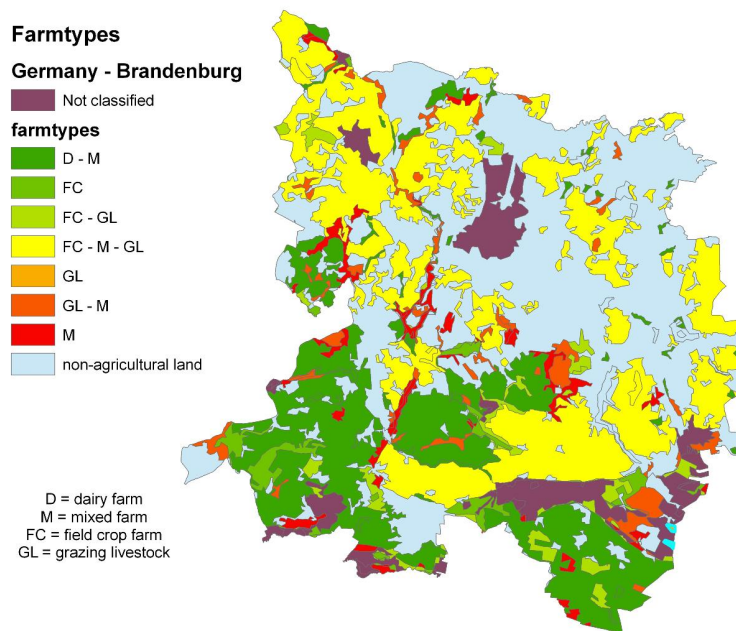 Farmtypes
Germany - Brandenburg
Not classified
farmtypes
D - M
FC
FC - GL
FC - M - GL
GL
GL - M
M
non-agricultural land
D = dairy farm
M = mixed farm
FC = field crop farm
GL = grazing livestock